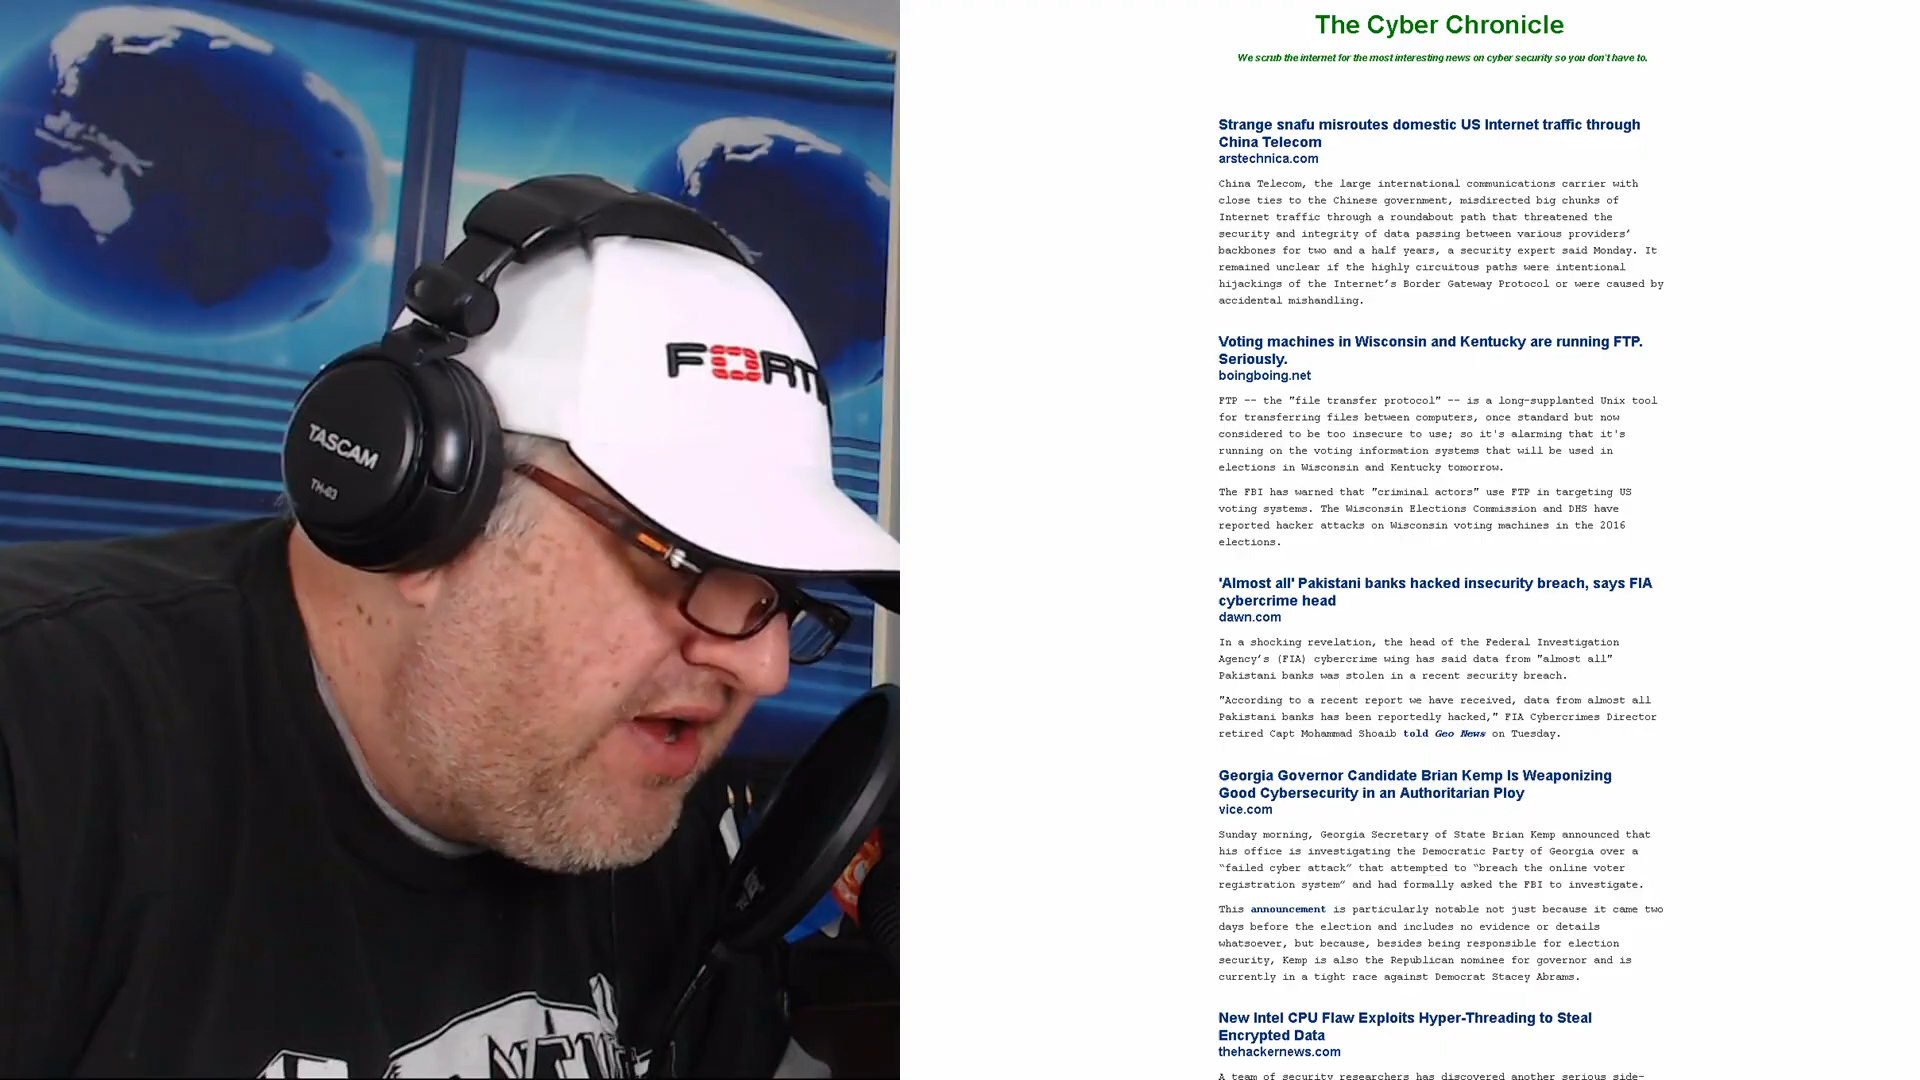 The Cyber Chronicle
We scrub the internet for the most interesting news on cyber security so you don't have to.
Strange snafu misroutes domestic US Internet traffic through
China Telecom
arstechnica.com
China Telecom, the large international communications carrier with
close ties to the Chinese government, misdirected big chunks of
Internet traffic through a roundabout path that threatened the
security and integrity of data passing between various providers’
backbones for two and a half years, a security expert said Monday. It
remained unclear if the highly circuitous paths were intentional
hijackings of the Internet’s Border Gateway Protocol or were caused by
accidental mishandling.
Voting machines in Wisconsin and Kentucky are running FTP.
Seriously.
boingboing.net
FTP -- the "file transfer protocol" -- is a long-supplanted Unix tool
for transferring files between computers, once standard but now
considered to be too insecure to use; so it's alarming that it's
running on the voting information systems that will be used in
elections in Wisconsin and Kentucky tomorrow.
The FBI has warned that "criminal actors" use FTP in targeting US
voting systems. The Wisconsin Elections Commission and DHS have
reported hacker attacks on Wisconsin voting machines in the 2016
elections.
'Almost all' Pakistani banks hacked insecurity breach, says FIA
cybercrime head
dawn.com
In a shocking revelation, the head of the Federal Investigation
Agency’s (FIA) cybercrime wing has said data from "almost all"
Pakistani banks was stolen in a recent security breach.
"According to a recent report we have received, data from almost all
Pakistani banks has been reportedly hacked,” FIA Cybercrimes Director
retired Capt Mohammad Shoaib told Geo News on Tuesday.
Georgia Governor Candidate Brian Kemp Is Weaponizing
Good Cybersecurity in an Authoritarian Ploy
vice.com
Sunday morning, Georgia Secretary of State Brian Kemp announced that
his office is investigating the Democratic Party of Georgia over a
“failed cyber attack” that attempted to “breach the online voter
registration system” and had formally asked the FBI to investigate.
This announcement is particularly notable not just because it came two
days before the election and includes no evidence or details
whatsoever, but because, besides being responsible for election
security, Kemp is also the Republican nominee for governor and is
currently in a tight race against Democrat Stacey Abrams.
New Intel CPU Flaw Exploits Hyper-Threading to Steal
Encrypted Data
thehackernews.com
A team of security researchers has discovered another serious side-
FORT
TASCAM
TH-03